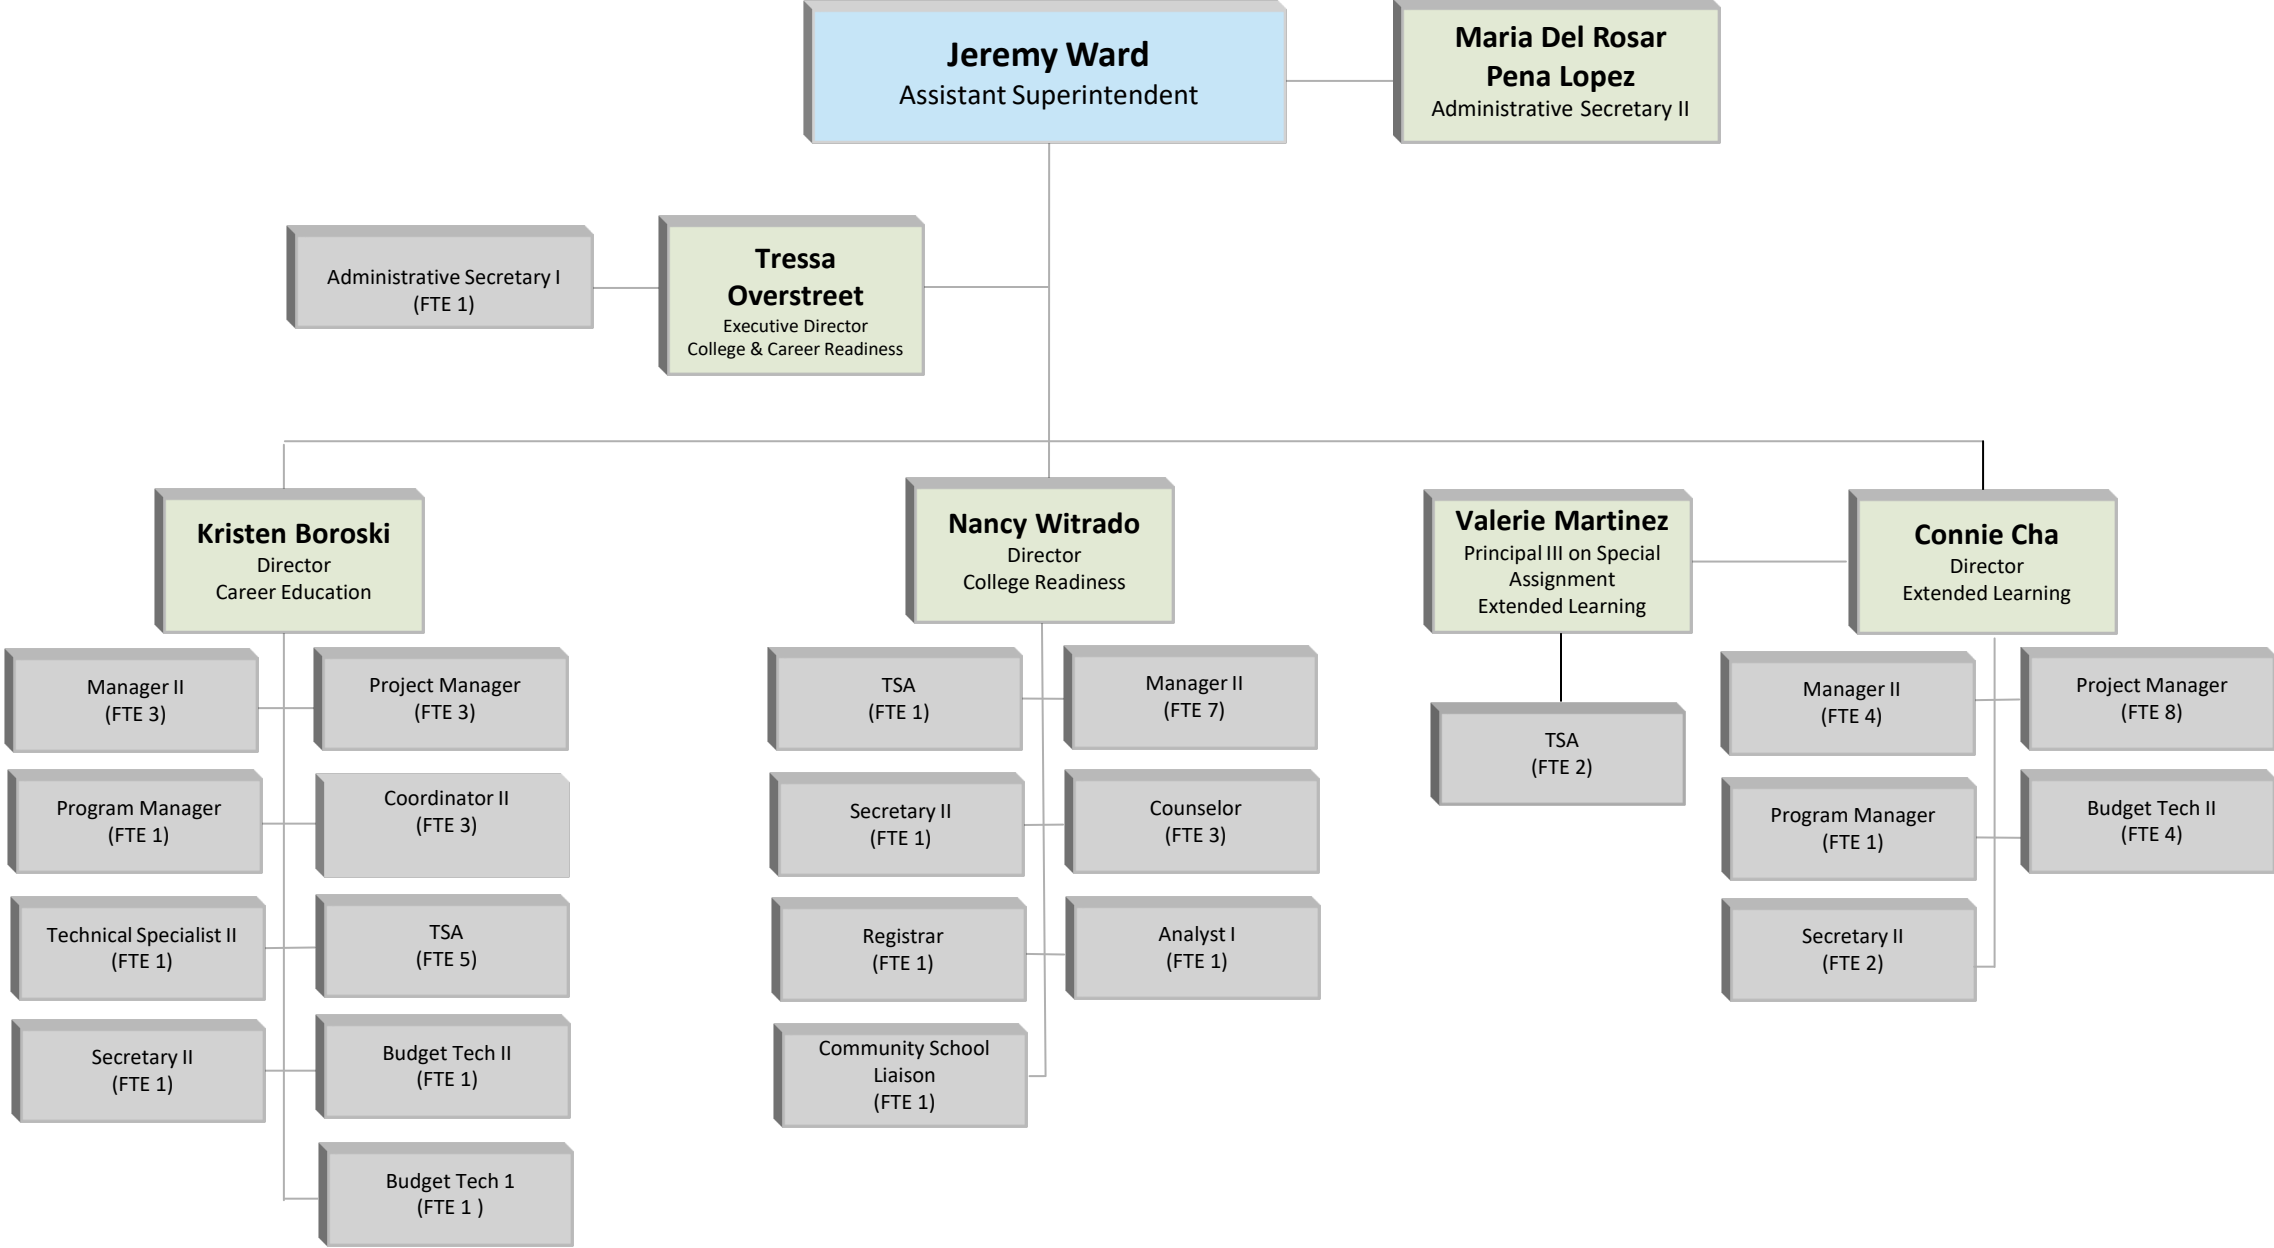 Jeremy Ward
Assistant Superintendent
Maria Del Rosar
Pena Lopez
Administrative Secretary II
Administrative Secretary I
(FTE 1)
Tressa
Overstreet
Executive Director
College & Career Readiness
Kristen Boroski
Director
Career Education
Nancy Witrado
Director
College Readiness
Valerie Martinez
Principal III on Special
Assignment
Extended Learning
Connie Cha
Director
Extended Learning
Manager II
(FTE 3)
Project Manager
(FTE 3)
Program Manager
(FTE 1)
Coordinator II
(FTE 3)
Technical Specialist II
(FTE 1)
TSA
(FTE 5)
Secretary II
(FTE 1)
Budget Tech II
(FTE 1)
Budget Tech 1
(FTE 1 )
TSA
(FTE 1)
Manager II
(FTE 7)
Secretary II
(FTE 1)
Counselor
(FTE 3)
Registrar
(FTE 1)
Analyst I
(FTE 1)
Community School
Liaison
(FTE 1)
TSA
(FTE 2)
Manager II
(FTE 4)
Project Manager
(FTE 8)
Program Manager
(FTE 1)
Budget Tech II
(FTE 4)
Secretary II
(FTE 2)